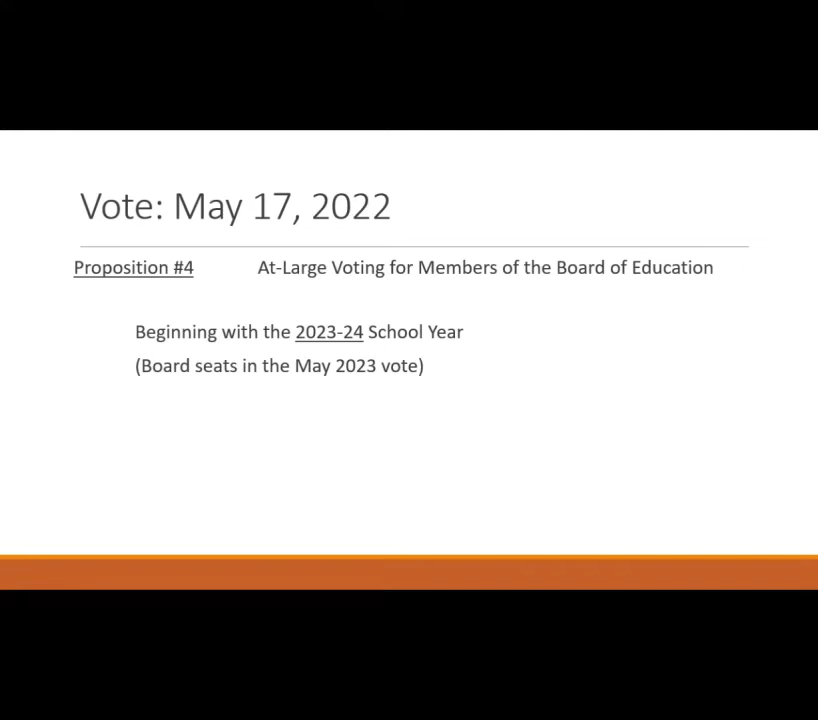 Vote: May 17, 2022
Proposition #4 At-Large Voting for Members of the Board of Education
Beginning with the 2023-24 School Year
(Board seats in the May 2023 vote)